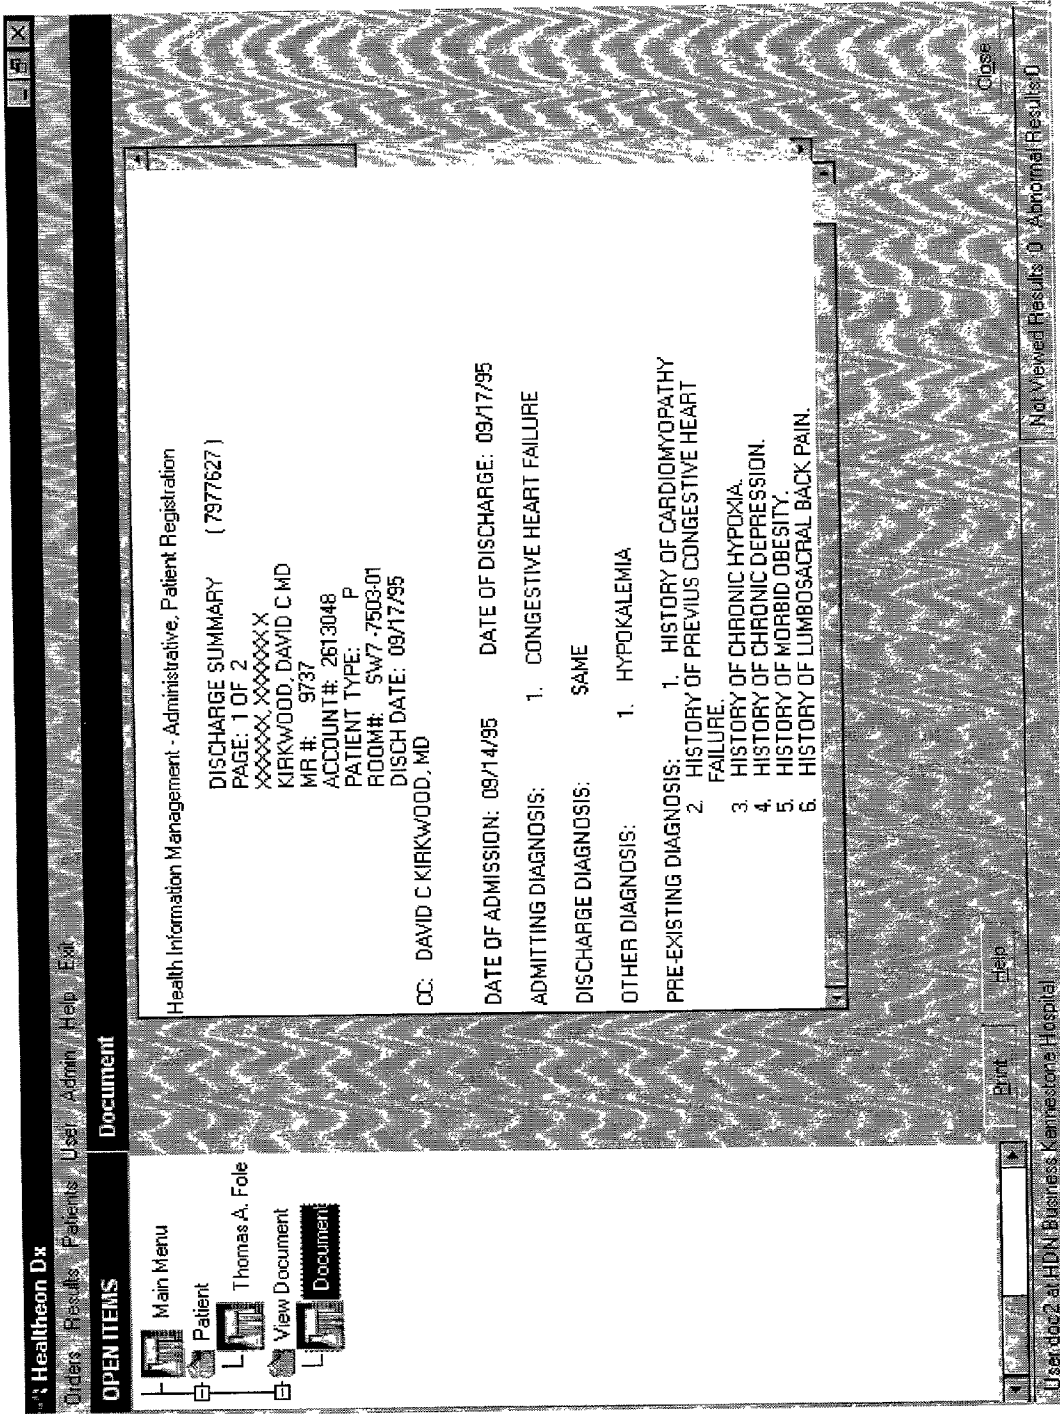 Healtheon Dx
Orders Results Patients User Admin Help Exit
OPEN ITEMS
Document
Main Menu
Patient
Thomas A. Fole
View Document
Document
Health Information Management - Administrative, Patient Registration
DISCHARGE SUMMARY ( 7977627 )
PAGE: 1 OF 2
XXXXXX, XXXXXXX X
KIRKWOOD, DAVID C MD
MR #: 9737
ACCOUNT#: 2613048
PATIENT TYPE: P
ROOM#: SW7 -7503-01
DISCH DATE: 09/17/95
CC: DAVID C KIRKWOOD, MD
DATE OF ADMISSION: 09/14/95 DATE OF DISCHARGE: 09/17/95
ADMITTING DIAGNOSIS: 1. CONGESTIVE HEART FAILURE
DISCHARGE DIAGNOSIS: SAME
OTHER DIAGNOSIS: 1. HYPOKALEMIA
PRE-EXISTING DIAGNOSIS: 1. HISTORY OF CARDIOMYOPATHY
2. HISTORY OF PREVIUS CONGESTIVE HEART
FAILURE.
3. HISTORY OF CHRONIC HYPOXIA.
4. HISTORY OF CHRONIC DEPRESSION.
5. HISTORY OF MORBID OBESITY.
6. HISTORY OF LUMBOSACRAL BACK PAIN.
Print
Help
Close
User doc2 at HDN Business Kannestrone Hospital
Not Viewed Results: 0 Abnormal Results: 0